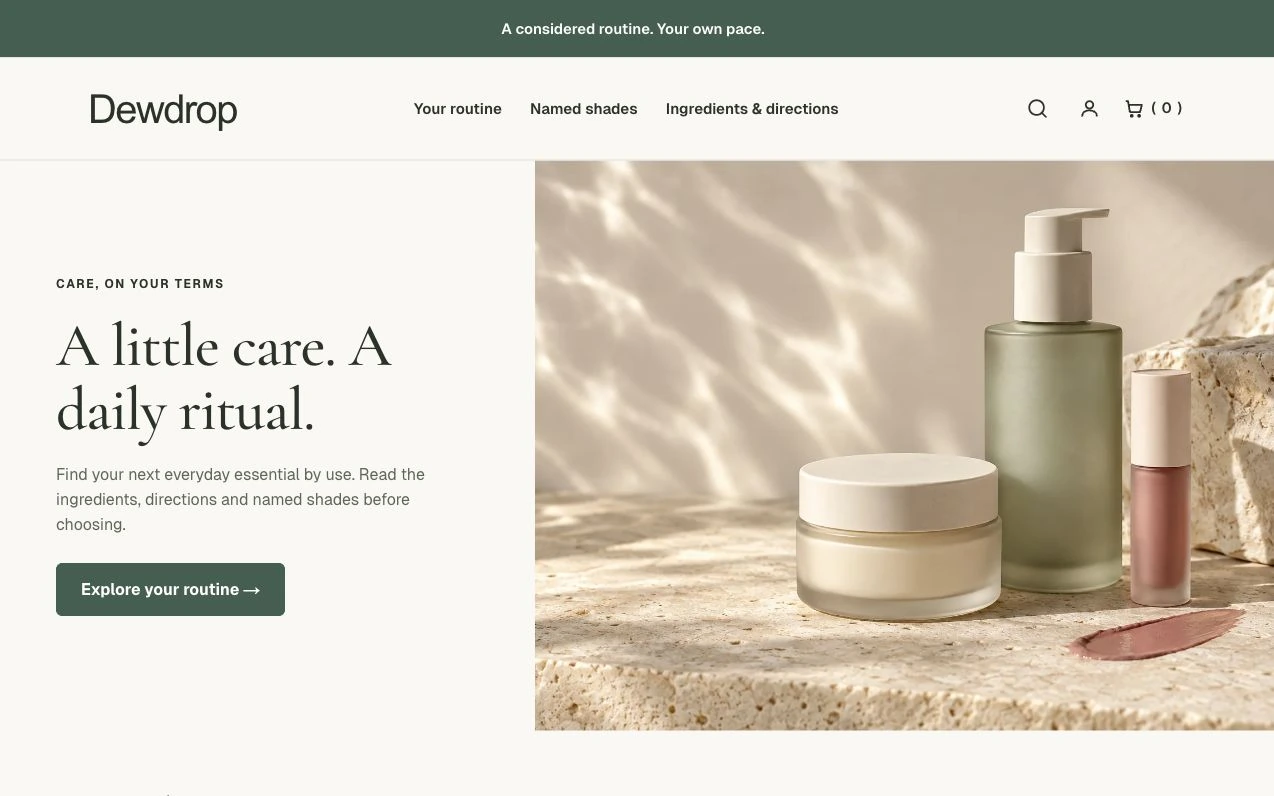 A considered routine. Your own pace.
Dewdrop
Your routine
Named shades
Ingredients & directions
( 0 )
CARE, ON YOUR TERMS
A little care. A
daily ritual.
Find your next everyday essential by use. Read the
ingredients, directions and named shades before
choosing.
Explore your routine →